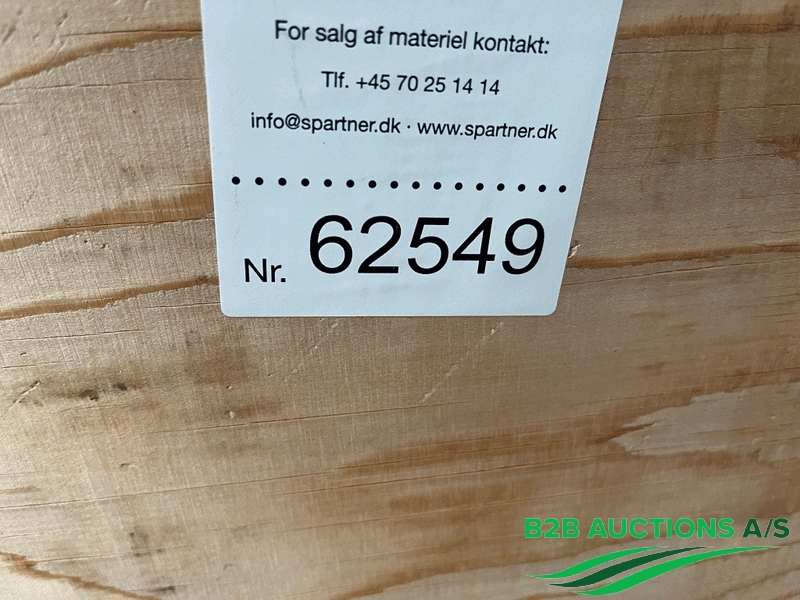 For salg af materiel kontakt:
Tlf. +45 70 25 14 14
info@spartner.dk · www.spartner.dk
Nr. 62549
B2B AUCTIONS A/S